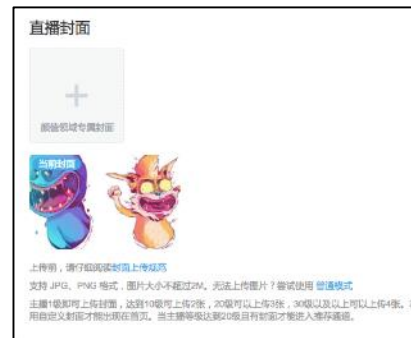 直播封面
颜值领域专属封面
当前封面
上传前，请仔细阅读封面上传规范
支持 JPG、PNG 格式，图片大小不超过2M。无法上传图片？尝试使用 普通模式
主播1级即可上传封面，达到10级可上传2张，20级可以上传3张，30级以及以上可以上传4张。
用自定义封面才能出现在首页。当主播等级达到20级且有封面才能进入推荐通道。